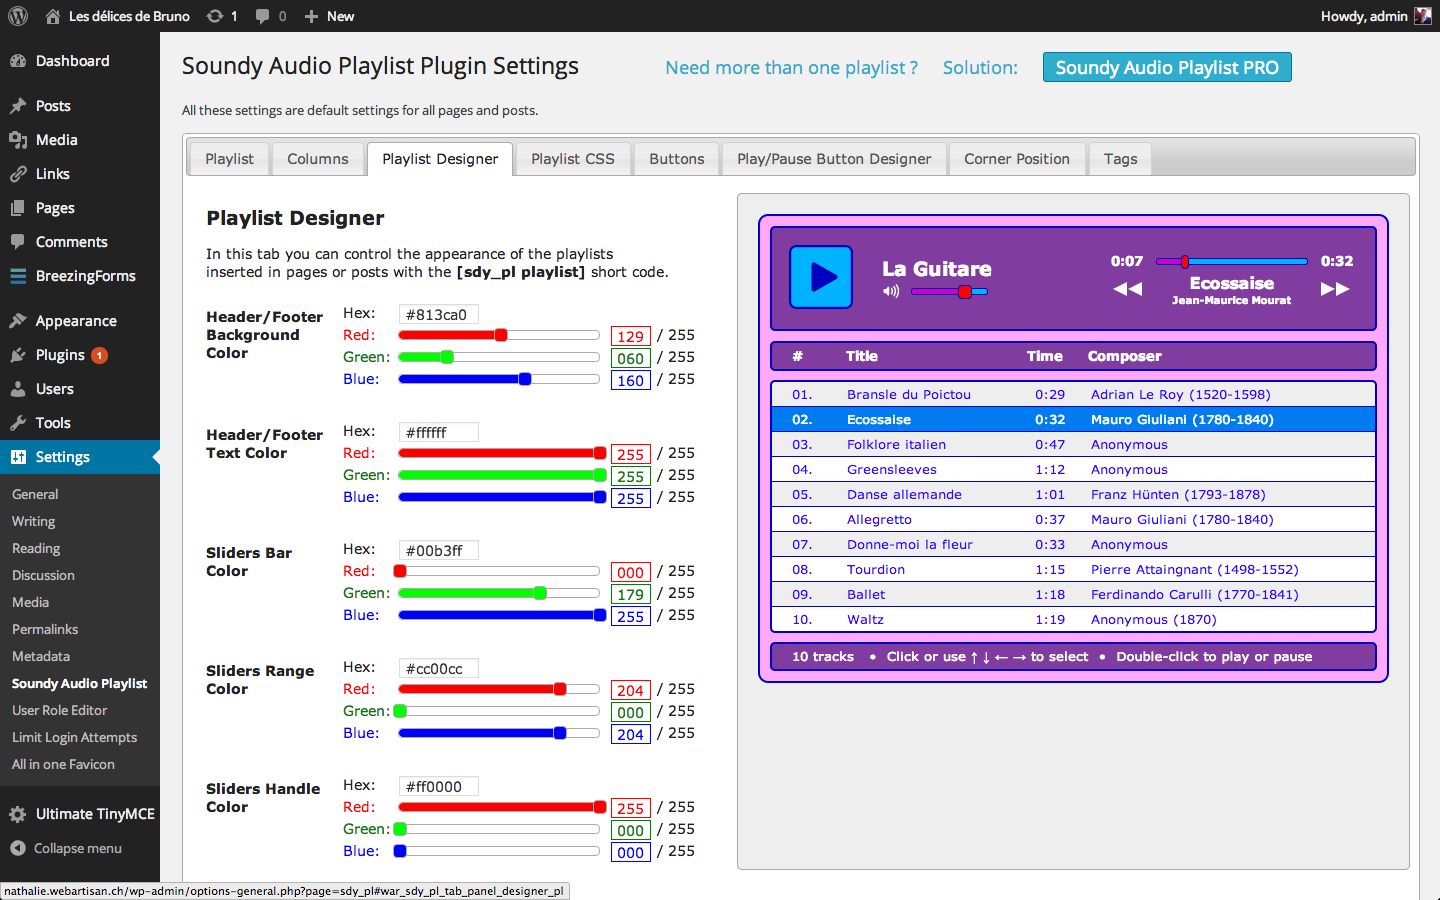 Les délices de Bruno 1 0 New Howdy, admin
Dashboard
Posts
Media
Links
Pages
Comments
BreezingForms
Appearance
Plugins 1
Users
Tools
Settings
General
Writing
Reading
Discussion
Media
Permalinks
Metadata
Soundy Audio Playlist
User Role Editor
Limit Login Attempts
All in one Favicon
Ultimate TinyMCE
Collapse menu
Soundy Audio Playlist Plugin Settings
Need more than one playlist ? Solution: Soundy Audio Playlist PRO
All these settings are default settings for all pages and posts.
Playlist Columns Playlist Designer Playlist CSS Buttons Play/Pause Button Designer Corner Position Tags
Playlist Designer
In this tab you can control the appearance of the playlists
inserted in pages or posts with the [sdy_pl playlist] short code.
Header/Footer
Background
Color
Hex: #813ca0
Red: 129 / 255
Green: 060 / 255
Blue: 160 / 255
Header/Footer
Text Color
Hex: #ffffff
Red: 255 / 255
Green: 255 / 255
Blue: 255 / 255
Sliders Bar
Color
Hex: #00b3ff
Red: 000 / 255
Green: 179 / 255
Blue: 255 / 255
Sliders Range
Color
Hex: #cc00cc
Red: 204 / 255
Green: 000 / 255
Blue: 204 / 255
Sliders Handle
Color
Hex: #ff0000
Red: 255 / 255
Green: 000 / 255
Blue: 000 / 255
La Guitare
0:07 0:32
Ecossaise
Jean-Maurice Mourat
# Title Time Composer
01. Bransle du Poictou 0:29 Adrian Le Roy (1520-1598)
02. Ecossaise 0:32 Mauro Giuliani (1780-1840)
03. Folklore italien 0:47 Anonymous
04. Greensleeves 1:12 Anonymous
05. Danse allemande 1:01 Franz Hünten (1793-1878)
06. Allegretto 0:37 Mauro Giuliani (1780-1840)
07. Donne-moi la fleur 0:33 Anonymous
08. Tourdion 1:15 Pierre Attaingnant (1498-1552)
09. Ballet 1:18 Ferdinando Carulli (1770-1841)
10. Waltz 1:19 Anonymous (1870)
10 tracks • Click or use ↑ ↓ ← → to select • Double-click to play or pause
nathalie.webartisan.ch/wp-admin/options-general.php?page=sdy_pl#war_sdy_pl_tab_panel_designer_pl